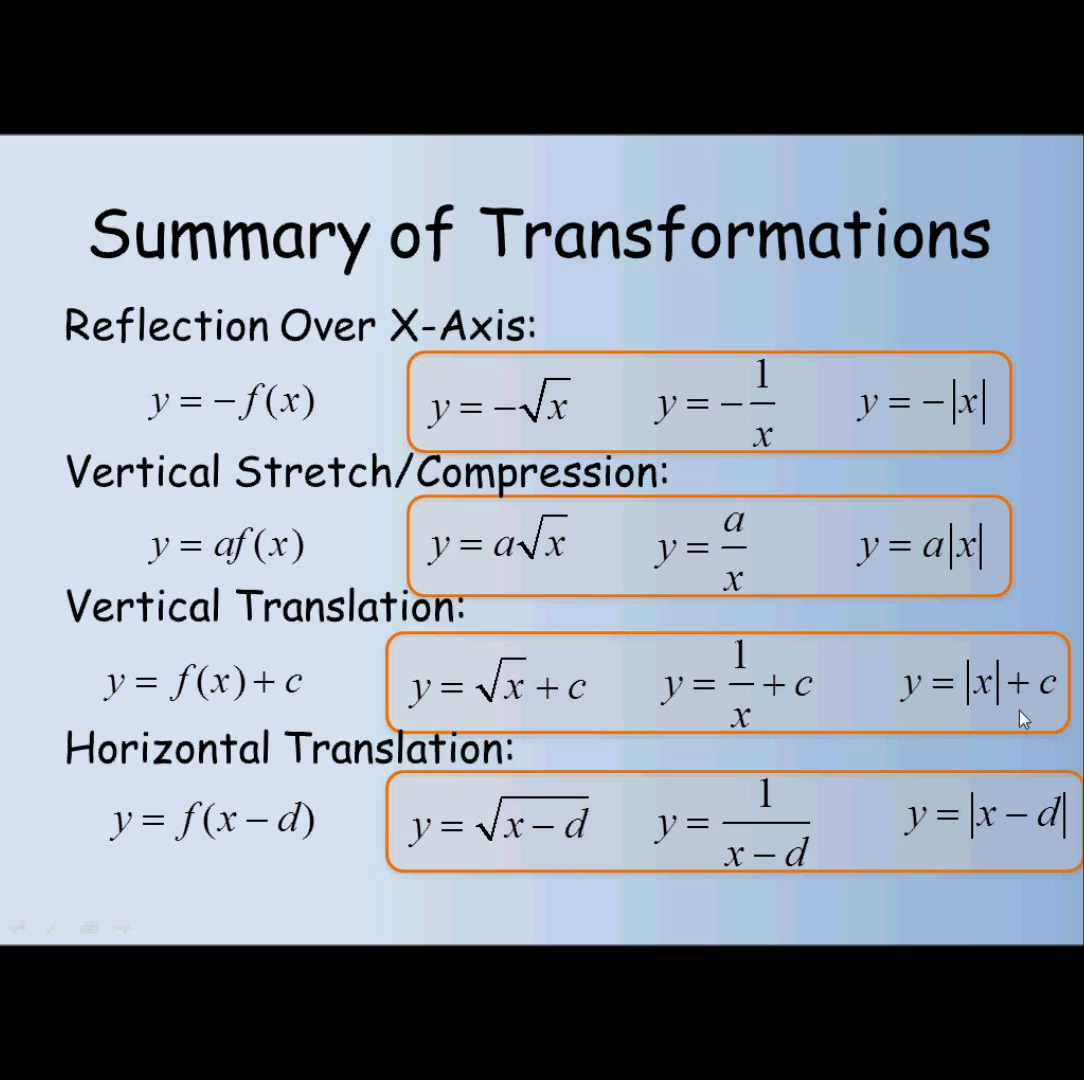 Summary of Transformations
Reflection Over X-Axis:
y = −f(x) y = −√x y = −1/x y = −|x|
Vertical Stretch/Compression:
y = af(x) y = a√x y = a/x y = a|x|
Vertical Translation:
y = f(x) + c y = √x + c y = 1/x + c y = |x| + c
Horizontal Translation:
y = f(x − d) y = √(x − d) y = 1/(x − d) y = |x − d|